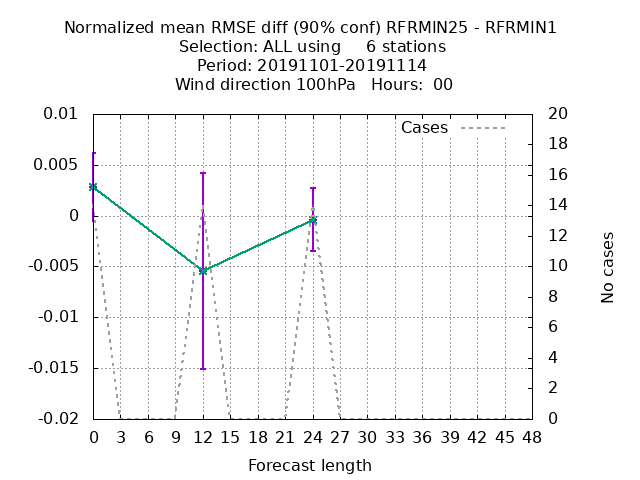 Normalized mean RMSE diff (90% conf) RFRMIN25 - RFRMIN1
Selection: ALL using 6 stations
Period: 20191101-20191114
Wind direction 100hPa Hours: 00
Cases
0.01
0.005
0
-0.005
-0.01
-0.015
-0.02
20
18
16
14
12
10
8
6
4
2
0
No cases
0 3 6 9 12 15 18 21 24 27 30 33 36 39 42 45 48
Forecast length